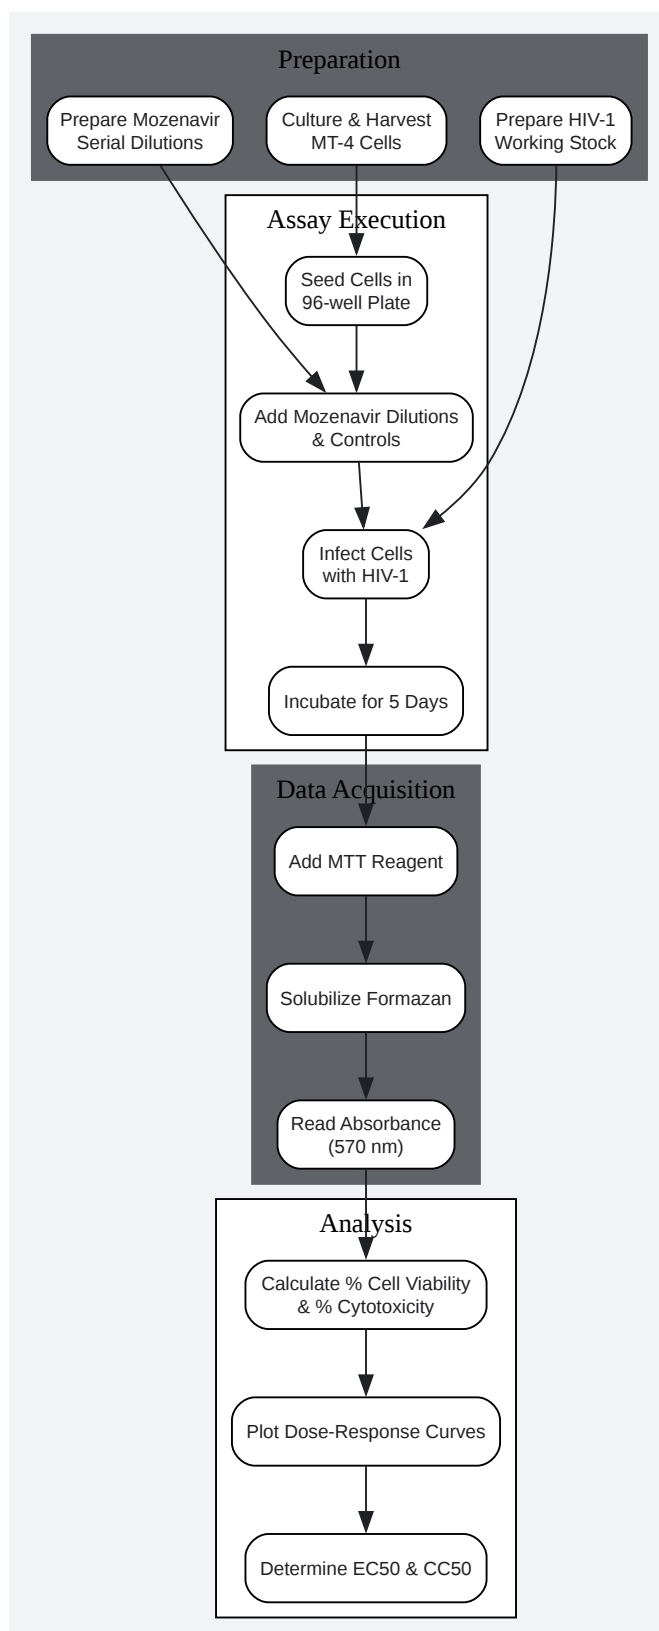 Preparation
Prepare Mozenavir
Serial Dilutions
Culture & Harvest
MT-4 Cells
Prepare HIV-1
Working Stock
Assay Execution
Seed Cells in
96-well Plate
Add Mozenavir Dilutions
& Controls
Infect Cells
with HIV-1
Incubate for 5 Days
Data Acquisition
Add MTT Reagent
Solubilize Formazan
Read Absorbance
(570 nm)
Analysis
Calculate % Cell Viability
& % Cytotoxicity
Plot Dose-Response Curves
Determine EC50 & CC50